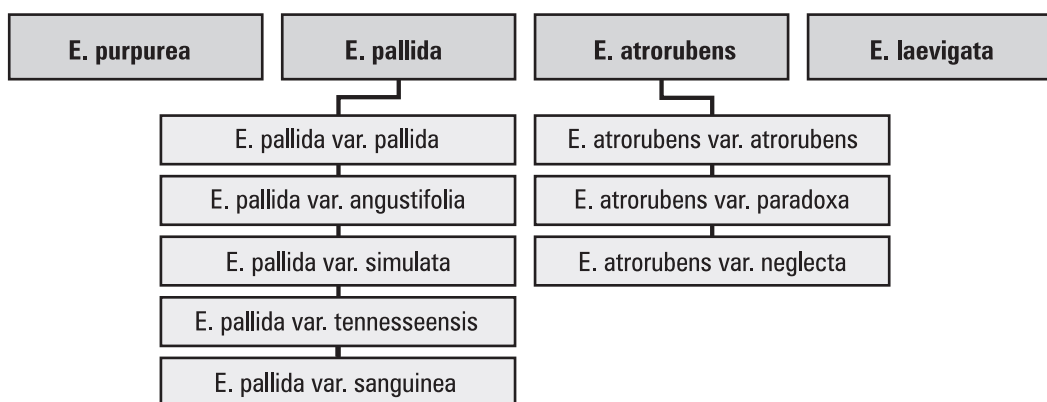 E. purpurea
E. pallida
E. atrorubens
E. laevigata
E. pallida var. pallida
E. pallida var. angustifolia
E. pallida var. simulata
E. pallida var. tennesseensis
E. pallida var. sanguinea
E. atrorubens var. atrorubens
E. atrorubens var. paradoxa
E. atrorubens var. neglecta